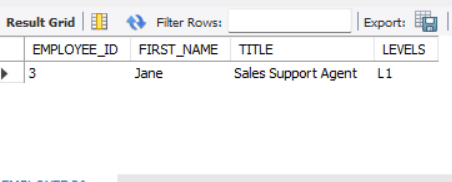 Result Grid Filter Rows: Export:
EMPLOYEE_ID FIRST_NAME TITLE LEVELS
3 Jane Sales Support Agent L1